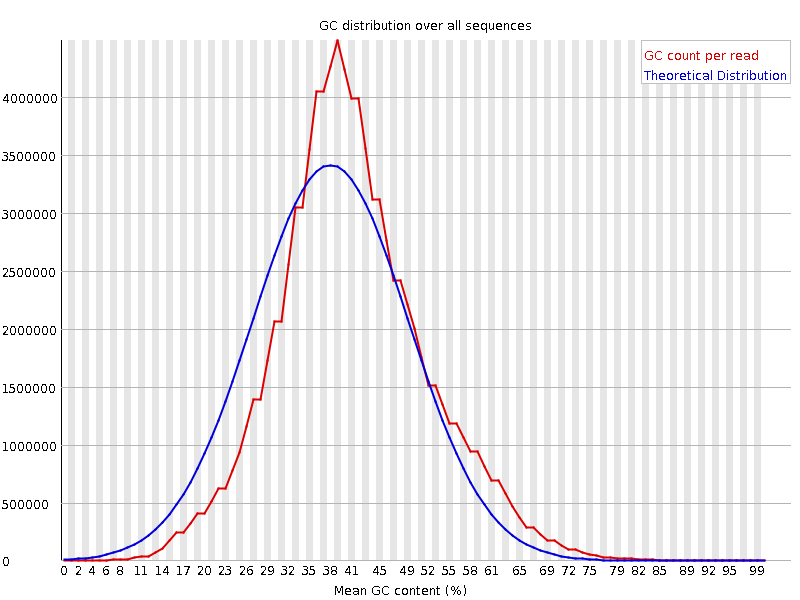 GC distribution over all sequences
GC count per read
Theoretical Distribution
4000000
3500000
3000000
2500000
2000000
1500000
1000000
500000
0
0 2 4 6 8 11 14 17 20 23 26 29 32 35 38 41 45 49 52 55 58 61 65 69 72 75 79 82 85 89 92 95 99
Mean GC content (%)